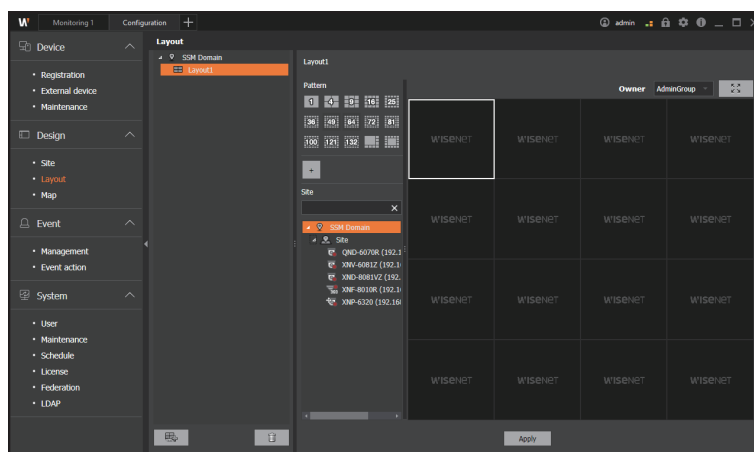 W Monitoring 1 Configuration + admin
Device
• Registration
• External device
• Maintenance
Design
• Site
• Layout
• Map
Event
• Management
• Event action
System
• User
• Maintenance
• Schedule
• License
• Federation
• LDAP
Layout
SSM Domain
Layout1
Layout1
Pattern
1 4 9 16 25
36 49 64 72 81
100 121 132
+
Site
SSM Domain
Site
QND-6070R (192.1
XNV-6081Z (192.1
XND-8081VZ (192.
XNF-8010R (192.1
XNP-6320 (192.16
Owner AdminGroup
WISENET WISENET WISENET WISENET
WISENET WISENET WISENET WISENET
WISENET WISENET WISENET WISENET
WISENET WISENET WISENET WISENET
Apply